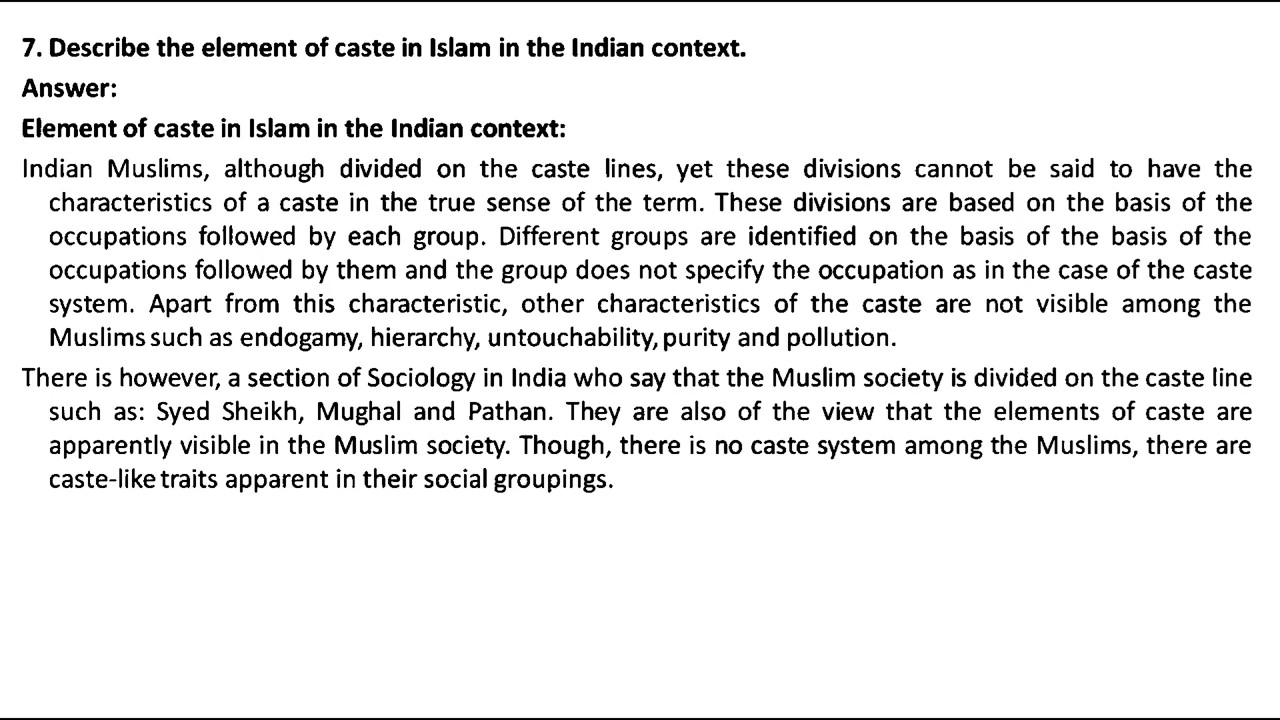 7. Describe the element of caste in Islam in the Indian context.
Answer:
Element of caste in Islam in the Indian context:
Indian Muslims, although divided on the caste lines, yet these divisions cannot be said to have the
characteristics of a caste in the true sense of the term. These divisions are based on the basis of the
occupations followed by each group. Different groups are identified on the basis of the basis of the
occupations followed by them and the group does not specify the occupation as in the case of the caste
system. Apart from this characteristic, other characteristics of the caste are not visible among the
Muslims such as endogamy, hierarchy, untouchability, purity and pollution.
There is however, a section of Sociology in India who say that the Muslim society is divided on the caste line
such as: Syed Sheikh, Mughal and Pathan. They are also of the view that the elements of caste are
apparently visible in the Muslim society. Though, there is no caste system among the Muslims, there are
caste-like traits apparent in their social groupings.